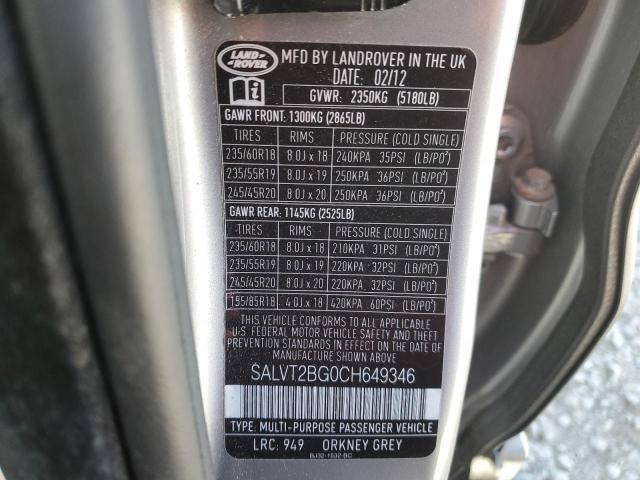 LAND ROVER
MFD BY LANDROVER IN THE UK
DATE: 02/12
GVWR: 2350KG (5180LB)
GAWR FRONT: 1300KG (2865LB)
TIRES RIMS PRESSURE (COLD SINGLE)
235/60R18 8.0J x 18 240KPA 35PSI (LB/PO²)
235/55R19 8.0J x 19 250KPA 36PSI (LB/PO²)
245/45R20 8.0J x 20 250KPA 36PSI (LB/PO²)
GAWR REAR: 1145KG (2525LB)
TIRES RIMS PRESSURE (COLD SINGLE)
235/60R18 8.0J x 18 210KPA 31PSI (LB/PO²)
235/55R19 8.0J x 19 220KPA 32PSI (LB/PO²)
245/45R20 8.0J x 20 220KPA 32PSI (LB/PO²)
155/85R18 4.0J x 18 420KPA 60PSI (LB/PO²)
THIS VEHICLE CONFORMS TO ALL APPLICABLE
U-S FEDERAL MOTOR VEHICLE SAFETY AND THEFT
PREVENTION STANDARDS IN EFFECT ON THE DATE OF
MANUFACTURE SHOWN ABOVE
SALVT2BG0CH649346
TYPE: MULTI-PURPOSE PASSENGER VEHICLE
LRC: 949 ORKNEY GREY
BJ32-1532-BC